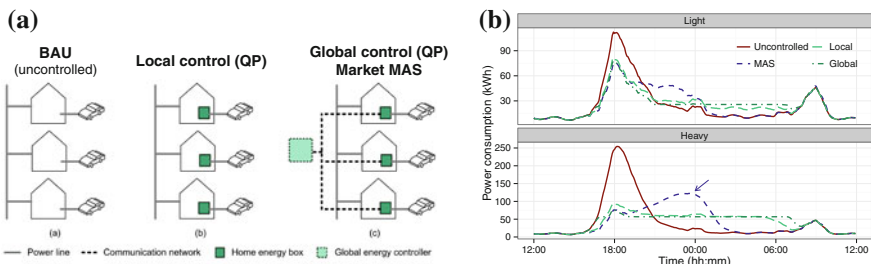 (a)
BAU
(uncontrolled)
Local control (QP)
Global control (QP)
Market MAS
(a)
(b)
(c)
Power line
Communication network
Home energy box
Global energy controller
(b)
Light
Uncontrolled
Local
MAS
Global
90
60
30
Heavy
250
200
150
100
50
0
Power consumption (kWh)
12:00
18:00
00:00
06:00
12:00
Time (hh:mm)